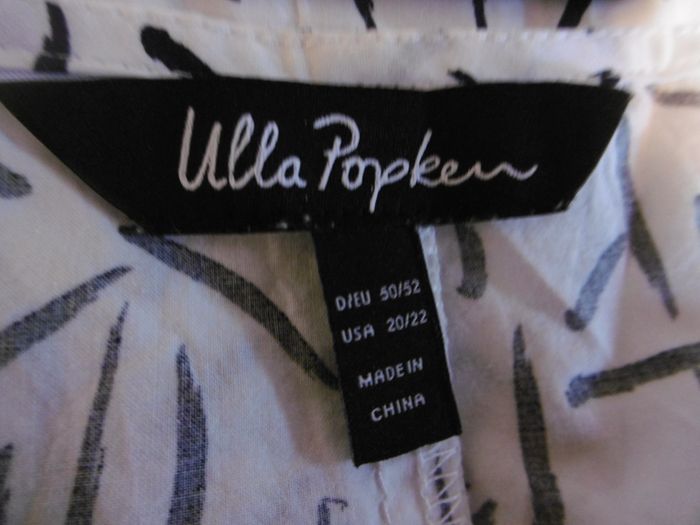 Ulla Popken
D/EU 50/52
USA 20/22
MADE IN
CHINA